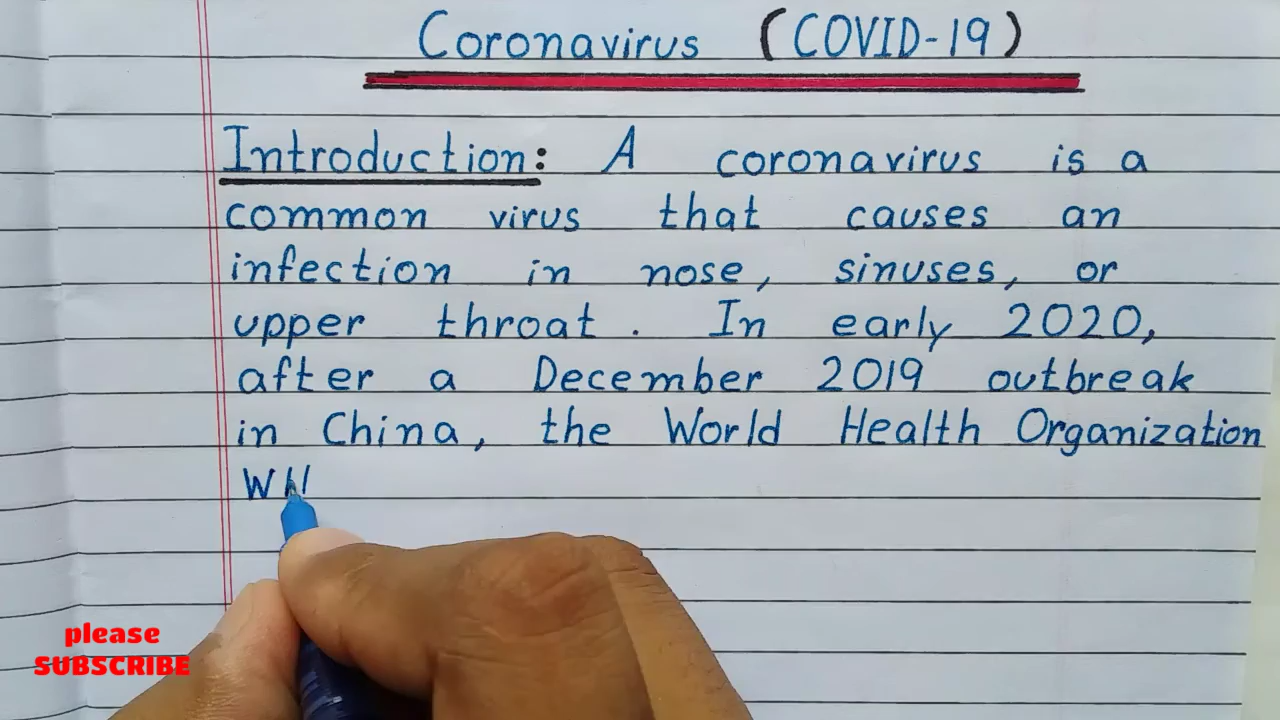 Coronavirus (COVID-19)
Introduction: A coronavirus is a
common virus that causes an
infection in nose, sinuses, or
upper throat. In early 2020,
after a December 2019 outbreak
in China, the World Health Organization
WH
please
SUBSCRIBE